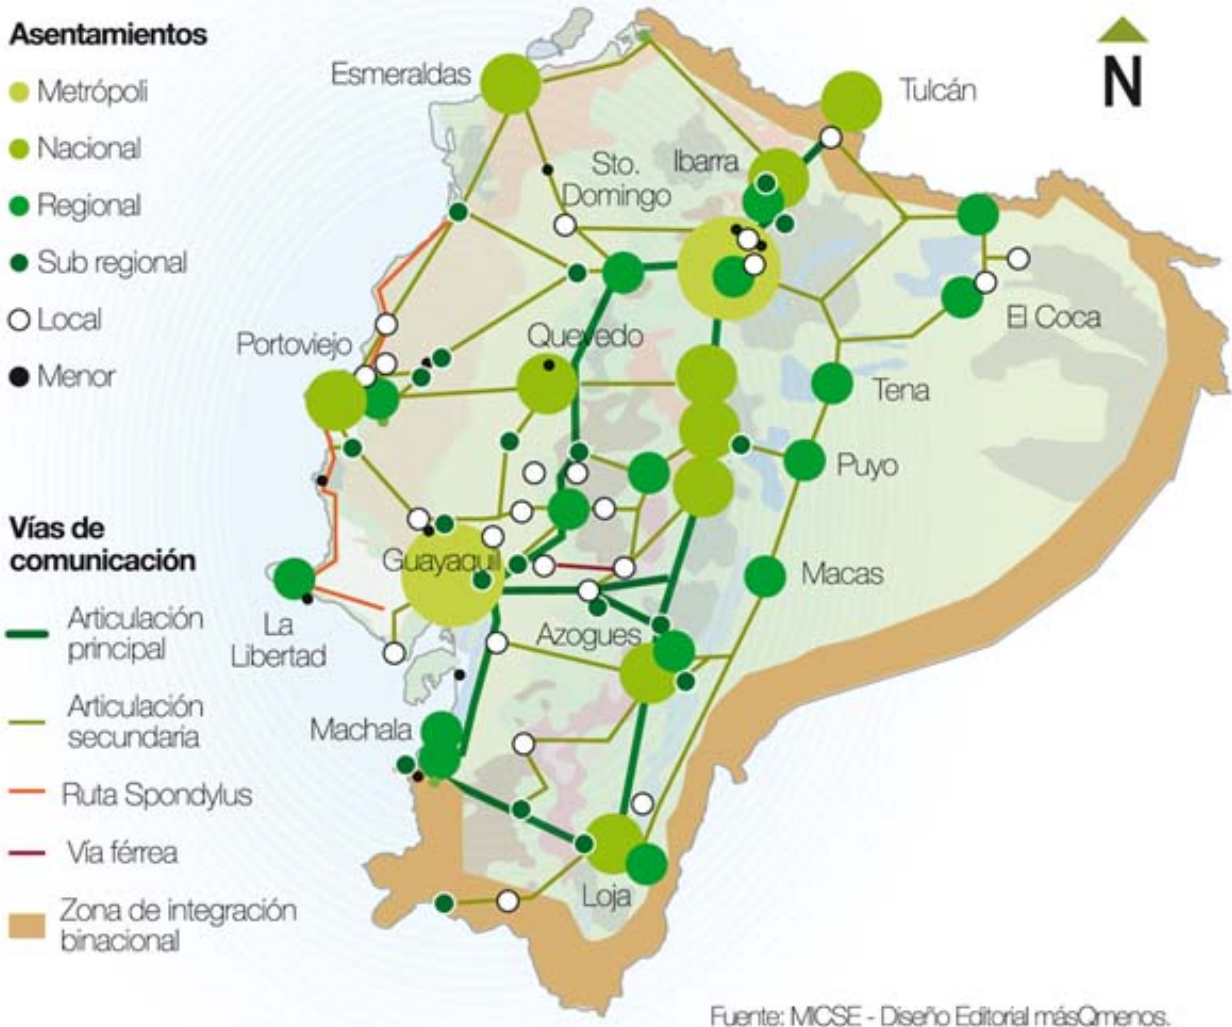 Asentamientos
Metrópoli
Nacional
Regional
Sub regional
Local
Menor
Vías de
comunicación
Articulación
principal
Articulación
secundaria
Ruta Spondylus
Vía férrea
Zona de integración
binacional
N
Esmeraldas
Tulcán
Ibarra
Sto.
Domingo
El Coca
Portoviejo
Quevedo
Tena
Puyo
Guayaquil
Macas
La
Libertad
Azogues
Machala
Loja
Fuente: MICSE - Diseño Editorial másQmenos.